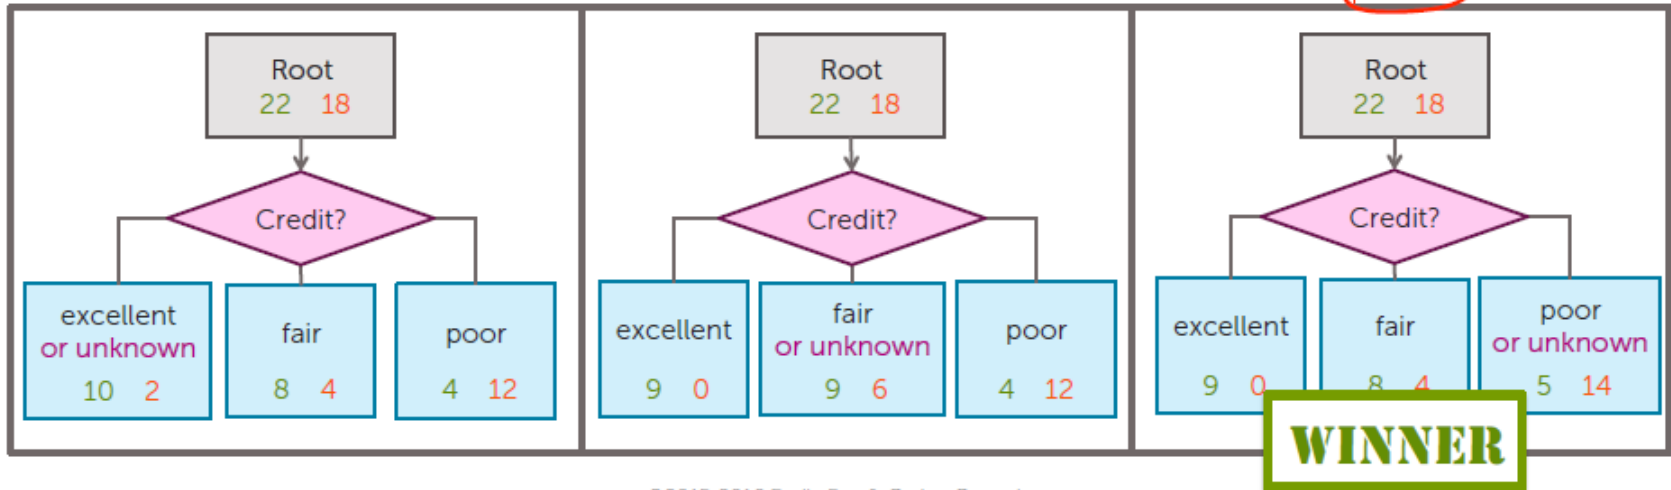 Root
22 18
Credit?
excellent
or unknown
10 2
fair
8 4
poor
4 12
Root
22 18
Credit?
excellent
9 0
fair
or unknown
9 6
poor
4 12
Root
22 18
Credit?
excellent
9 0
fair
8 4
poor
or unknown
5 14
WINNER